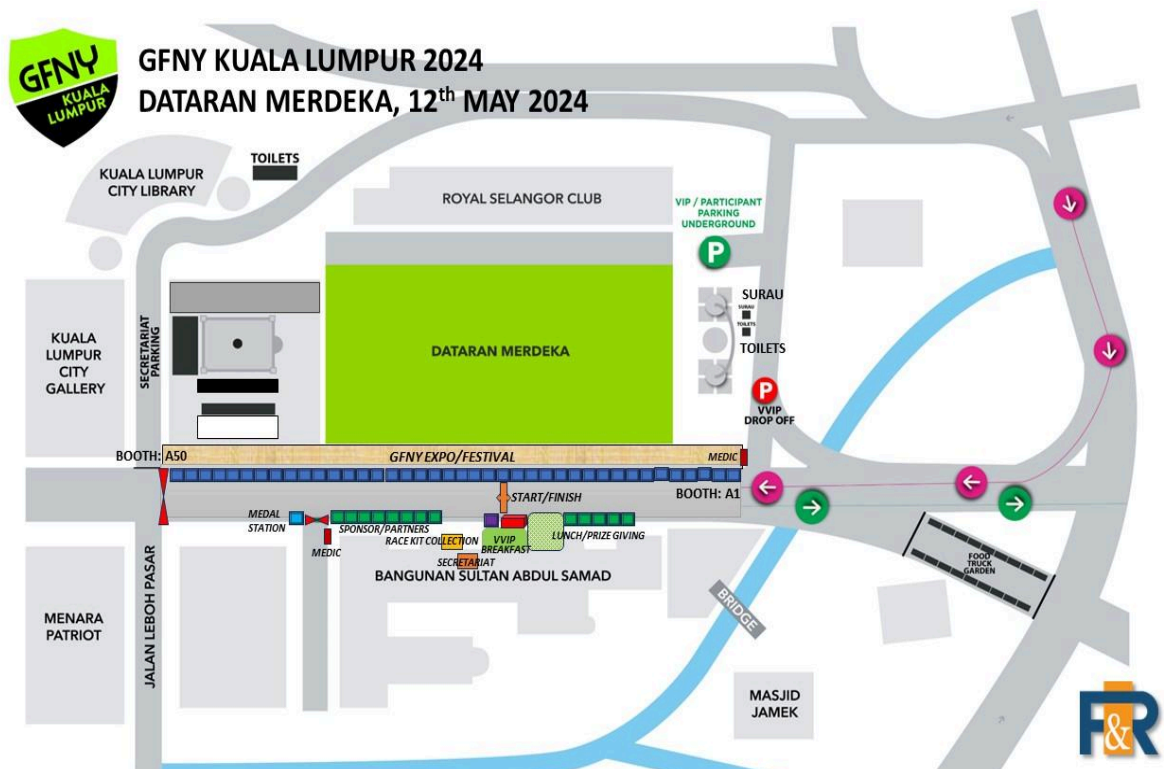 GFNY
KUALA
LUMPUR
GFNY KUALA LUMPUR 2024
DATARAN MERDEKA, 12th MAY 2024
KUALA LUMPUR
CITY LIBRARY
TOILETS
ROYAL SELANGOR CLUB
VIP / PARTICIPANT
PARKING
UNDERGROUND
P
SURAU
SURAU
TOILETS
TOILETS
KUALA
LUMPUR
CITY
GALLERY
SECRETARIAT
PARKING
DATARAN MERDEKA
P
VVIP
DROP OFF
BOOTH: A50
GFNY EXPO/FESTIVAL
MEDIC
START/FINISH
BOOTH: A1
MEDAL
STATION
SPONSOR/PARTNERS
MEDIC
RACE KIT COLLECTION
VVIP
BREAKFAST
LUNCH/PRIZE GIVING
SECRETARIAT
BANGUNAN SULTAN ABDUL SAMAD
FOOD
TRUCK
GARDEN
MENARA
PATRIOT
JALAN LEBOH PASAR
BRIDGE
MASJID
JAMEK
F&R